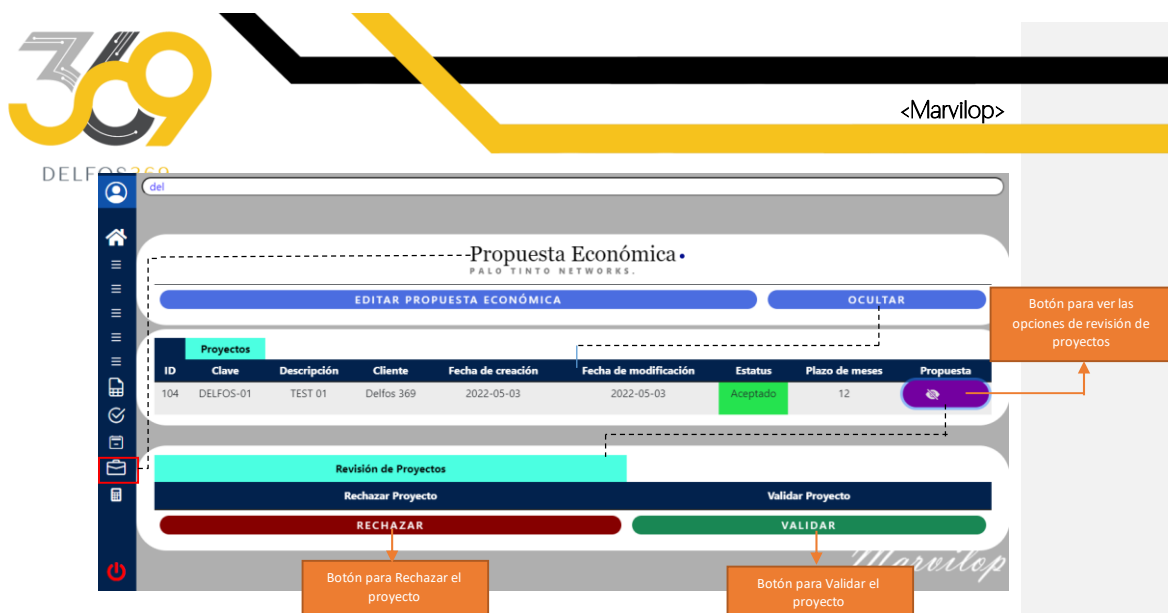 369
<Marvilop>
DELFOS369
del
Propuesta Económica
PALO TINTO NETWORKS.
EDITAR PROPUESTA ECONÓMICA
OCULTAR
Botón para ver las
opciones de revisión de
proyectos
Proyectos
ID Clave Descripción Cliente Fecha de creación Fecha de modificación Estatus Plazo de meses Propuesta
104 DELFOS-01 TEST 01 Delfos 369 2022-05-03 2022-05-03 Aceptado 12
Revisión de Proyectos
Rechazar Proyecto Validar Proyecto
RECHAZAR VALIDAR
Marvilop
Botón para Rechazar el
proyecto
Botón para Validar el
proyecto